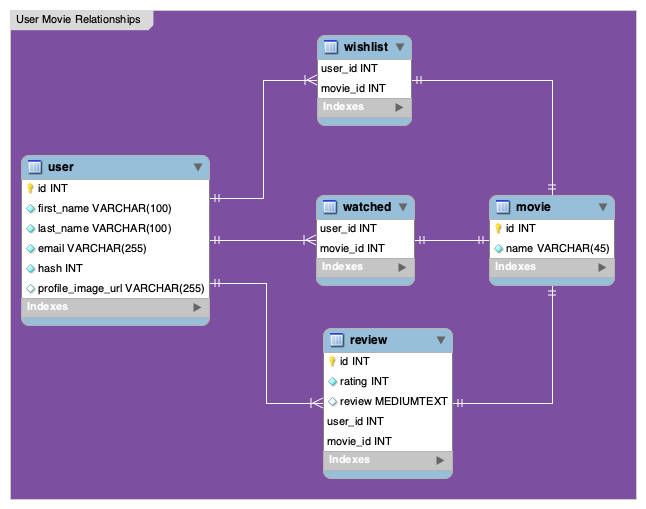 User Movie Relationships
wishlist
user_id INT
movie_id INT
Indexes
user
id INT
first_name VARCHAR(100)
last_name VARCHAR(100)
email VARCHAR(255)
hash INT
profile_image_url VARCHAR(255)
Indexes
watched
user_id INT
movie_id INT
Indexes
movie
id INT
name VARCHAR(45)
Indexes
review
id INT
rating INT
review MEDIUMTEXT
user_id INT
movie_id INT
Indexes